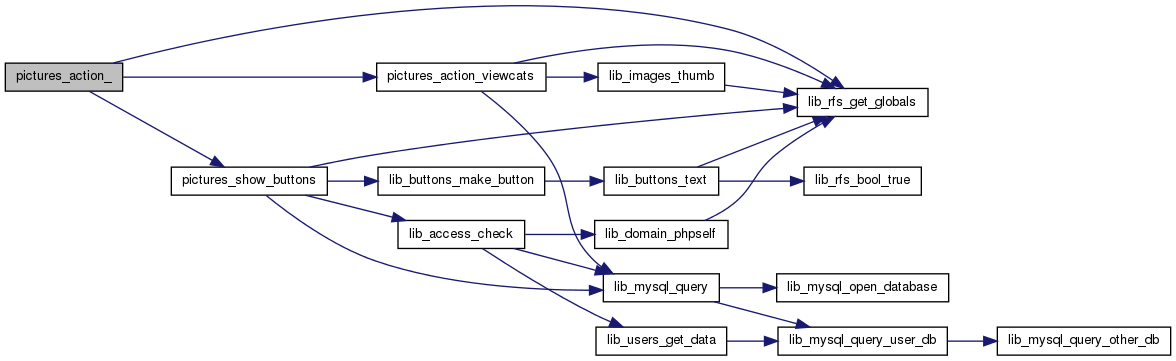 pictures_action_
pictures_action_viewcats
lib_images_thumb
lib_rfs_get_globals
pictures_show_buttons
lib_buttons_make_button
lib_buttons_text
lib_rfs_bool_true
lib_access_check
lib_domain_phpself
lib_mysql_query
lib_mysql_open_database
lib_users_get_data
lib_mysql_query_user_db
lib_mysql_query_other_db